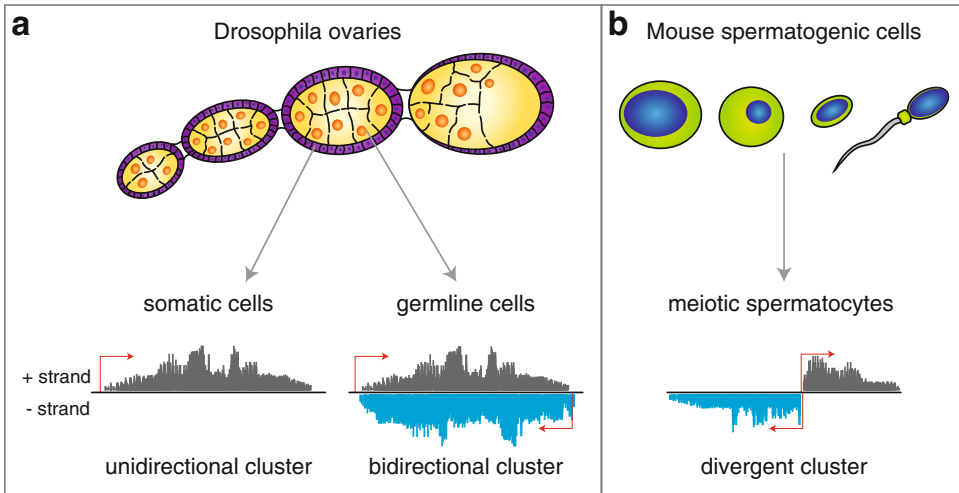 a
Drosophila ovaries
somatic cells
germline cells
+ strand
- strand
unidirectional cluster
bidirectional cluster
b
Mouse spermatogenic cells
meiotic spermatocytes
divergent cluster